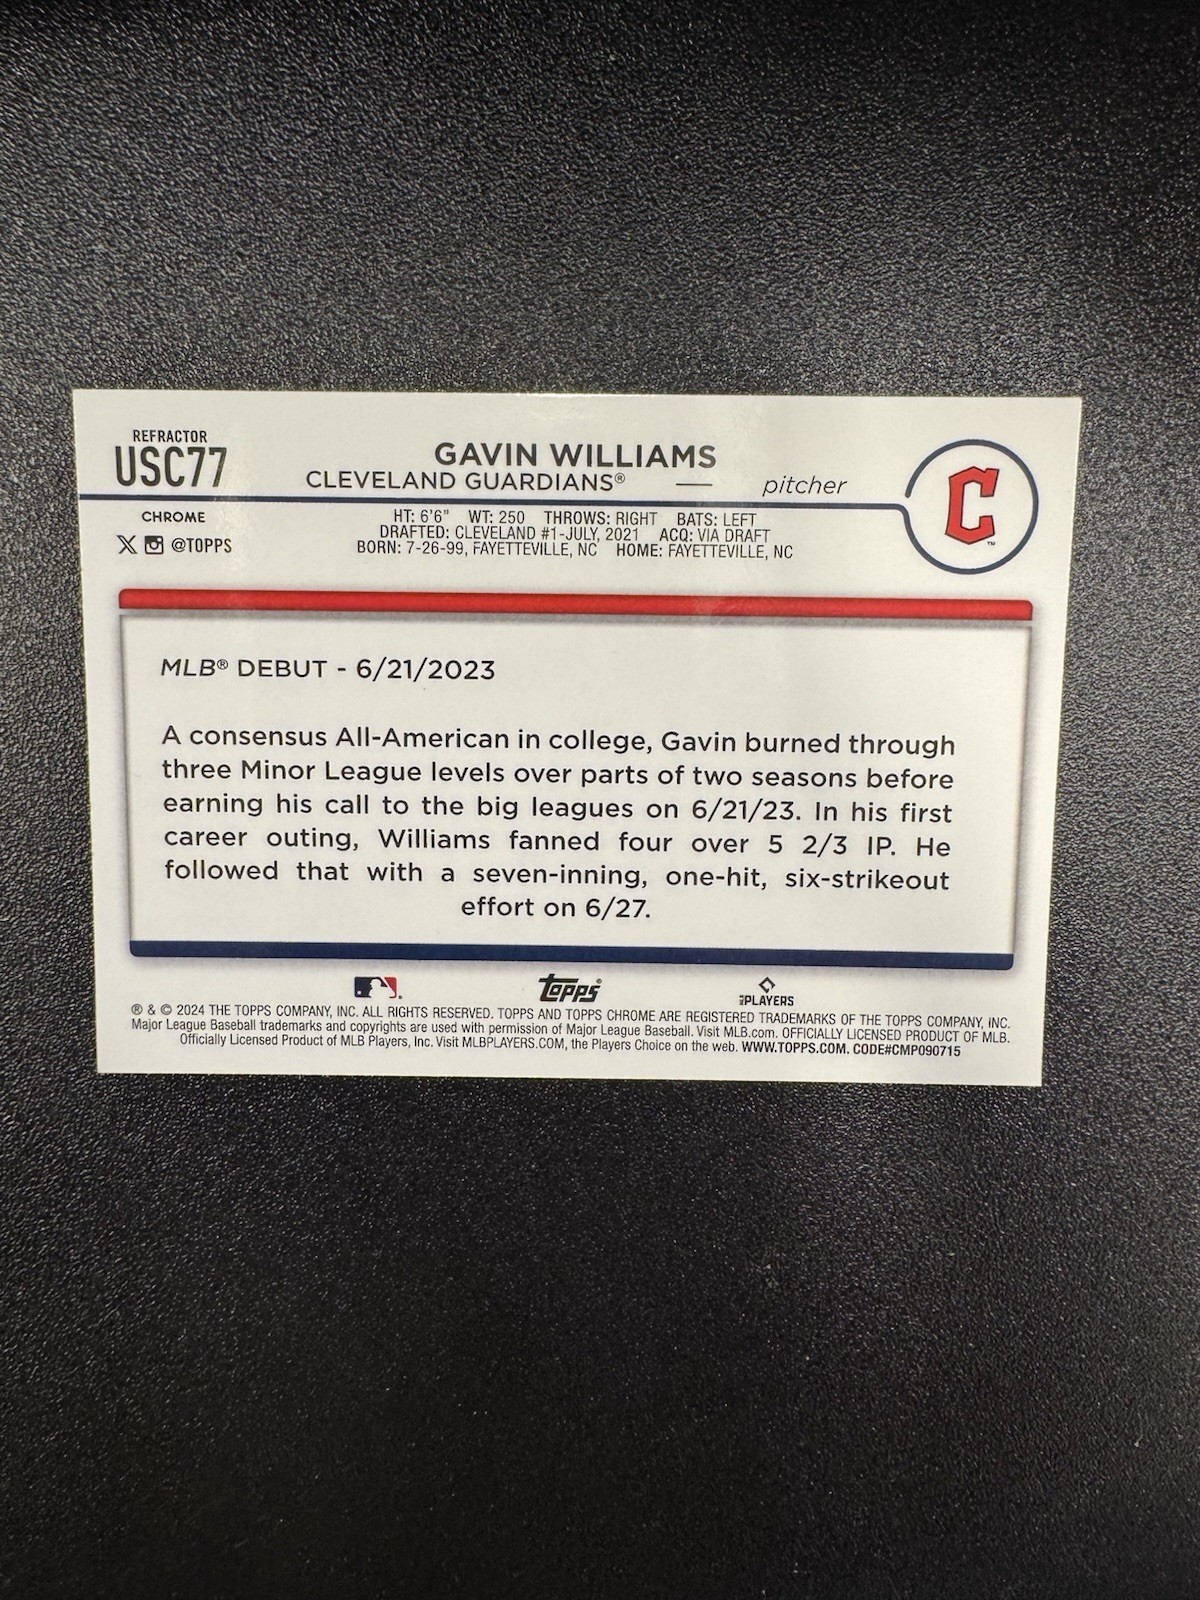 REFRACTOR
USC77
GAVIN WILLIAMS
CLEVELAND GUARDIANS® — pitcher
C™
CHROME
@TOPPS
HT: 6'6" WT: 250 THROWS: RIGHT BATS: LEFT
DRAFTED: CLEVELAND #1-JULY, 2021 ACQ: VIA DRAFT
BORN: 7-26-99, FAYETTEVILLE, NC HOME: FAYETTEVILLE, NC
MLB® DEBUT - 6/21/2023
A consensus All-American in college, Gavin burned through
three Minor League levels over parts of two seasons before
earning his call to the big leagues on 6/21/23. In his first
career outing, Williams fanned four over 5 2/3 IP. He
followed that with a seven-inning, one-hit, six-strikeout
effort on 6/27.
Topps®
MLB PLAYERS
® & © 2024 THE TOPPS COMPANY, INC. ALL RIGHTS RESERVED. TOPPS AND TOPPS CHROME ARE REGISTERED TRADEMARKS OF THE TOPPS COMPANY, INC.
Major League Baseball trademarks and copyrights are used with permission of Major League Baseball. Visit MLB.com. OFFICIALLY LICENSED PRODUCT OF MLB.
Officially Licensed Product of MLB Players, Inc. Visit MLBPLAYERS.COM, the Players Choice on the web. WWW.TOPPS.COM. CODE#CMP090715